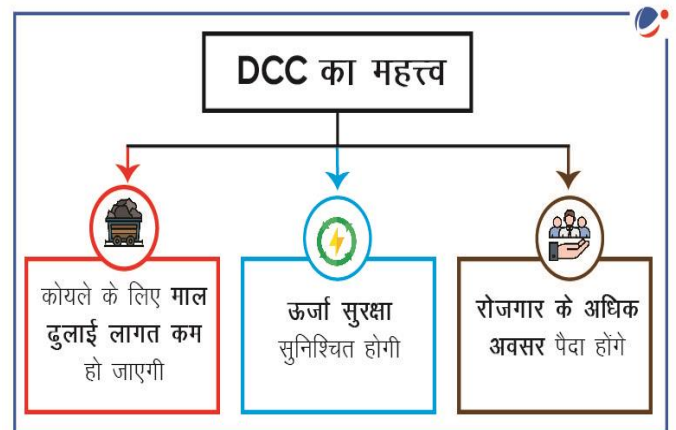 DCC का महत्त्व
कोयले के लिए माल
ढुलाई लागत कम
हो जाएगी
ऊर्जा सुरक्षा
सुनिश्चित होगी
रोजगार के अधिक
अवसर पैदा होंगे